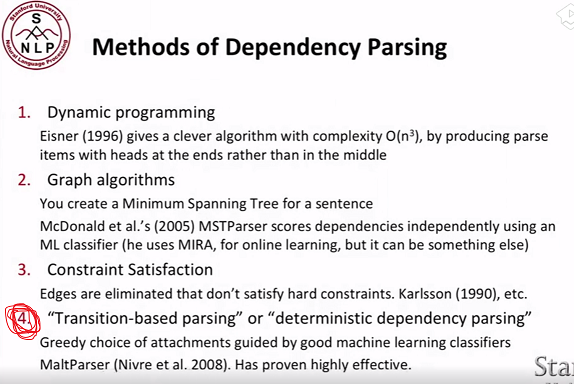 Stanford University
S
NLP
Natural Language Processing
Methods of Dependency Parsing
1. Dynamic programming
Eisner (1996) gives a clever algorithm with complexity O(n³), by producing parse
items with heads at the ends rather than in the middle
2. Graph algorithms
You create a Minimum Spanning Tree for a sentence
McDonald et al.’s (2005) MSTParser scores dependencies independently using an
ML classifier (he uses MIRA, for online learning, but it can be something else)
3. Constraint Satisfaction
Edges are eliminated that don’t satisfy hard constraints. Karlsson (1990), etc.
4. “Transition-based parsing” or “deterministic dependency parsing”
Greedy choice of attachments guided by good machine learning classifiers
MaltParser (Nivre et al. 2008). Has proven highly effective.
Sta